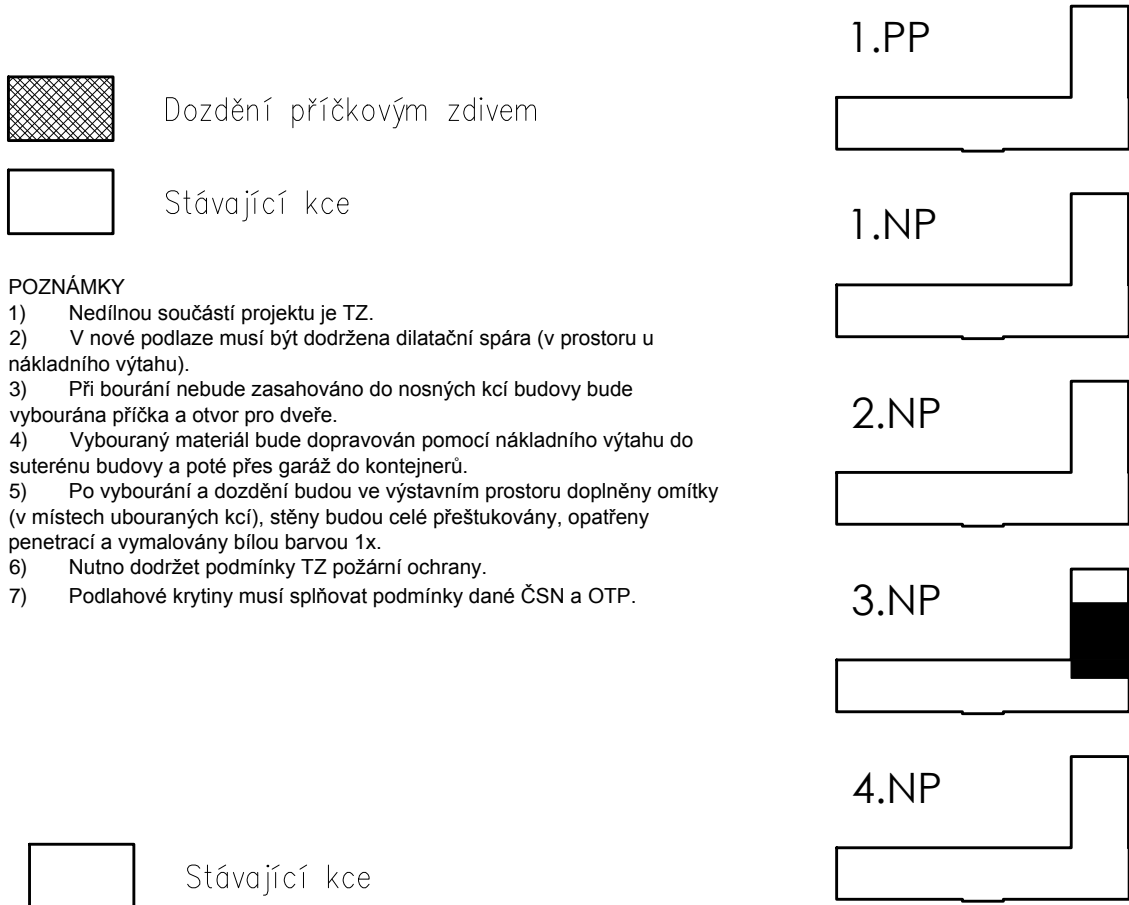 Dozdění příčkovým zdivem
Stávající kce
POZNÁMKY
1) Nedílnou součástí projektu je TZ.
2) V nové podlaze musí být dodržena dilatační spára (v prostoru u
nákladního výtahu).
3) Při bourání nebude zasahováno do nosných kcí budovy bude
vybourána příčka a otvor pro dveře.
4) Vybouraný materiál bude dopravován pomocí nákladního výtahu do
suterénu budovy a poté přes garáž do kontejnerů.
5) Po vybourání a dozdění budou ve výstavním prostoru doplněny omítky
(v místech ubouraných kcí), stěny budou celé přeštukovány, opatřeny
penetrací a vymalovány bílou barvou 1x.
6) Nutno dodržet podmínky TZ požární ochrany.
7) Podlahové krytiny musí splňovat podmínky dané ČSN a OTP.
Stávající kce
1.PP
1.NP
2.NP
3.NP
4.NP